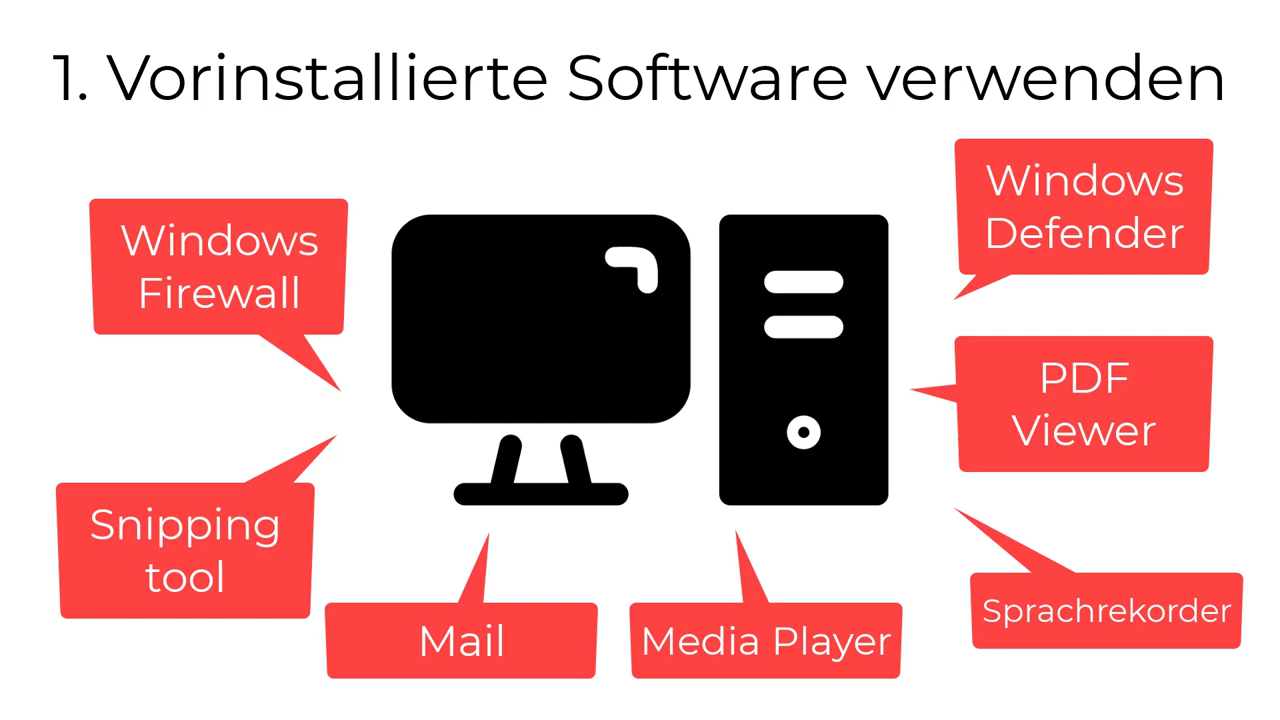 1. Vorinstallierte Software verwenden
Windows
Firewall
Windows
Defender
PDF
Viewer
Snipping
tool
Mail
Media Player
Sprachrekorder